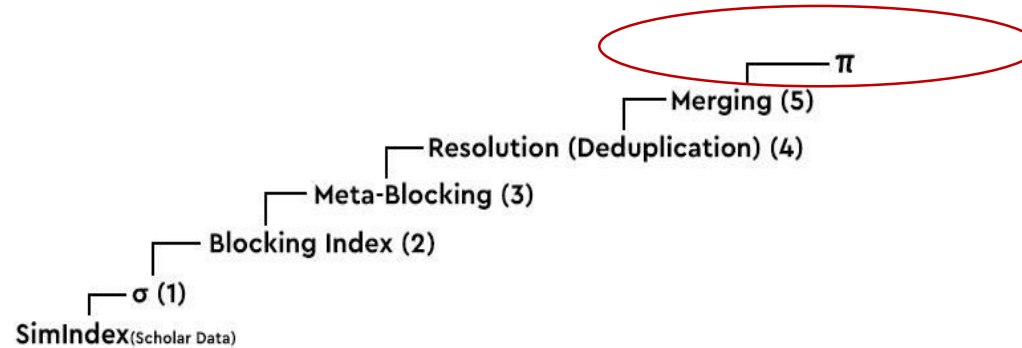 π
Merging (5)
Resolution (Deduplication) (4)
Meta-Blocking (3)
Blocking Index (2)
σ (1)
SimIndex(Scholar Data)